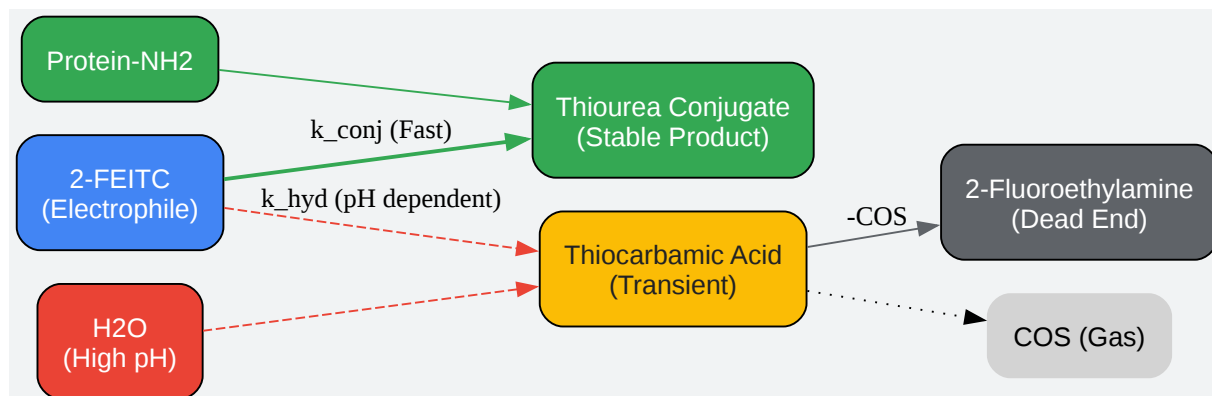 Protein-NH2
2-FEITC
(Electrophile)
H2O
(High pH)
k_conj (Fast)
k_hyd (pH dependent)
Thiourea Conjugate
(Stable Product)
Thiocarbamic Acid
(Transient)
-COS
2-Fluoroethylamine
(Dead End)
COS (Gas)